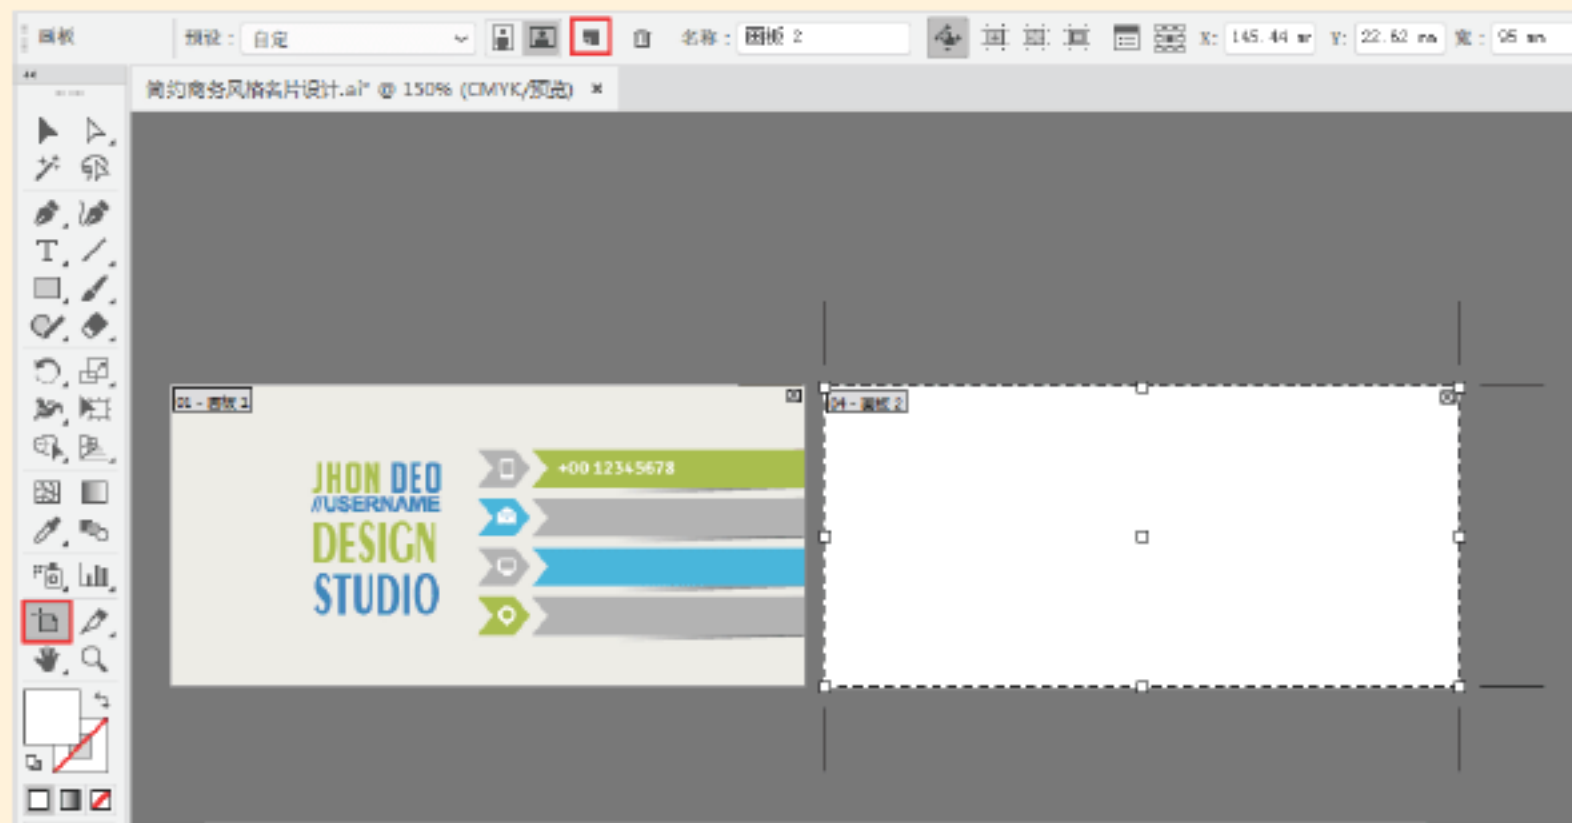 画板 预设： 自定 名称： 画板 2 X: 145.44 Y: 22.62 宽： 95 mm
简约商务风格名片设计.ai* @ 150% (CMYK/预览) ×
01 - 画板 1
04 - 画板 2
JHON DEO
//USERNAME
DESIGN
STUDIO
+00 12345678